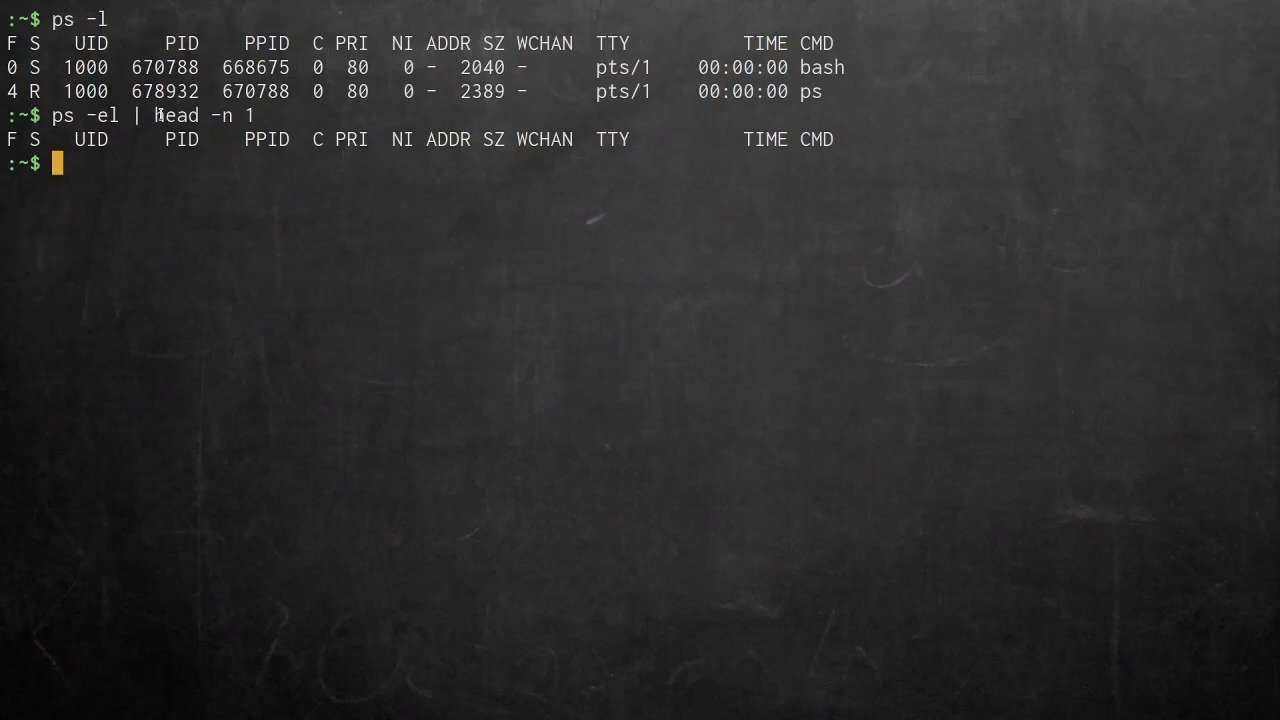 :~$ ps -l
F S   UID     PID    PPID  C PRI  NI ADDR SZ WCHAN  TTY          TIME CMD
0 S  1000  670788  668675  0  80   0 -  2040 -      pts/1    00:00:00 bash
4 R  1000  678932  670788  0  80   0 -  2389 -      pts/1    00:00:00 ps
:~$ ps -el | head -n 1
F S   UID     PID    PPID  C PRI  NI ADDR SZ WCHAN  TTY          TIME CMD
:~$